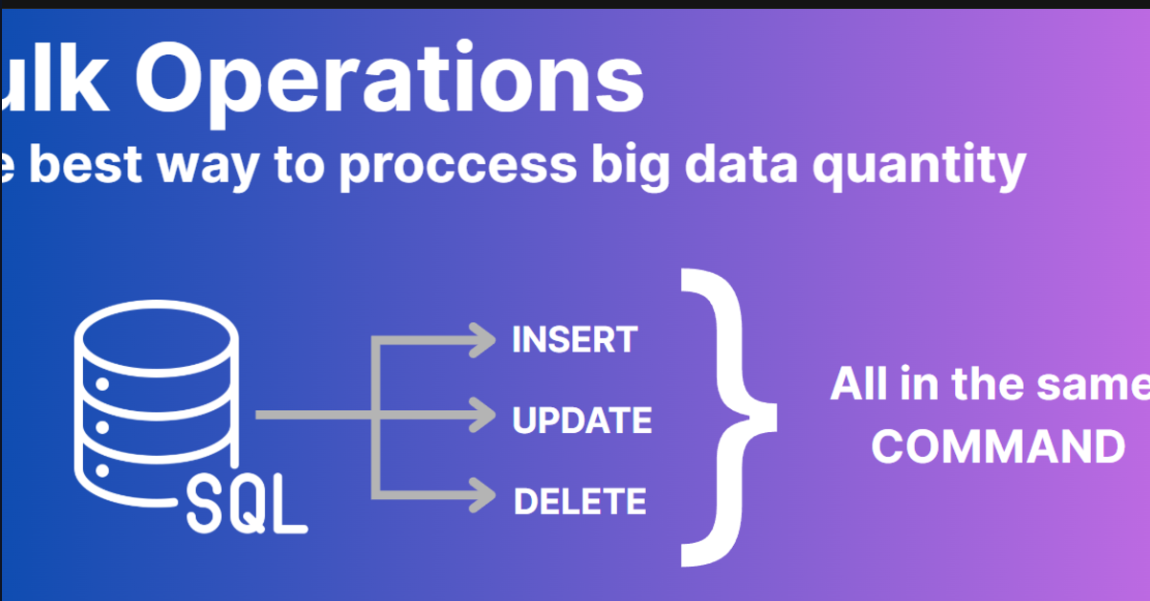 ulk Operations
e best way to proccess big data quantity
INSERT
UPDATE
DELETE
All in the same
COMMAND
SQL